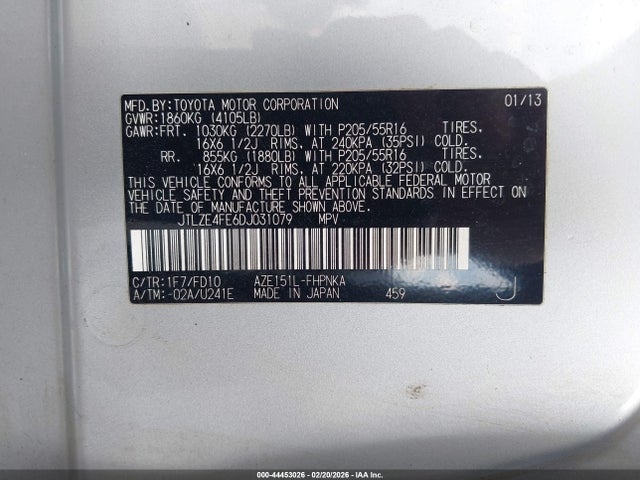 MFD.BY:TOYOTA MOTOR CORPORATION 01/13
GVWR:1860KG (4105LB)
GAWR:FRT. 1030KG (2270LB) WITH P205/55R16 TIRES,
16X6 1/2J RIMS, AT 240KPA (35PSI) COLD.
RR. 855KG (1880LB) WITH P205/55R16 TIRES,
16X6 1/2J RIMS, AT 220KPA (32PSI) COLD.
THIS VEHICLE CONFORMS TO ALL APPLICABLE FEDERAL MOTOR
VEHICLE SAFETY AND THEFT PREVENTION STANDARDS IN EFFECT
ON THE DATE OF MANUFACTURE SHOWN ABOVE.
JTLZE4FE6DJ031079 MPV
C/TR:1F7/FD10 AZE151L-FHPNKA
A/TM:-02A/U241E MADE IN JAPAN 459 J
000-44453026 - 02/20/2026 - IAA Inc.